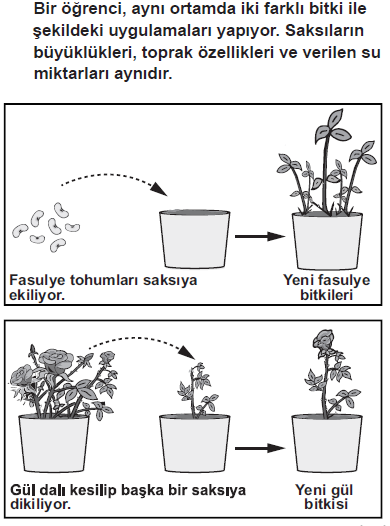 Bir öğrenci, aynı ortamda iki farklı bitki ile
şekildeki uygulamaları yapıyor. Saksıların
büyüklükleri, toprak özellikleri ve verilen su
miktarları aynıdır.
Fasulye tohumları saksıya
ekiliyor.
Yeni fasulye
bitkileri
Gül dalı kesilip başka bir saksıya
dikiliyor.
Yeni gül
bitkisi